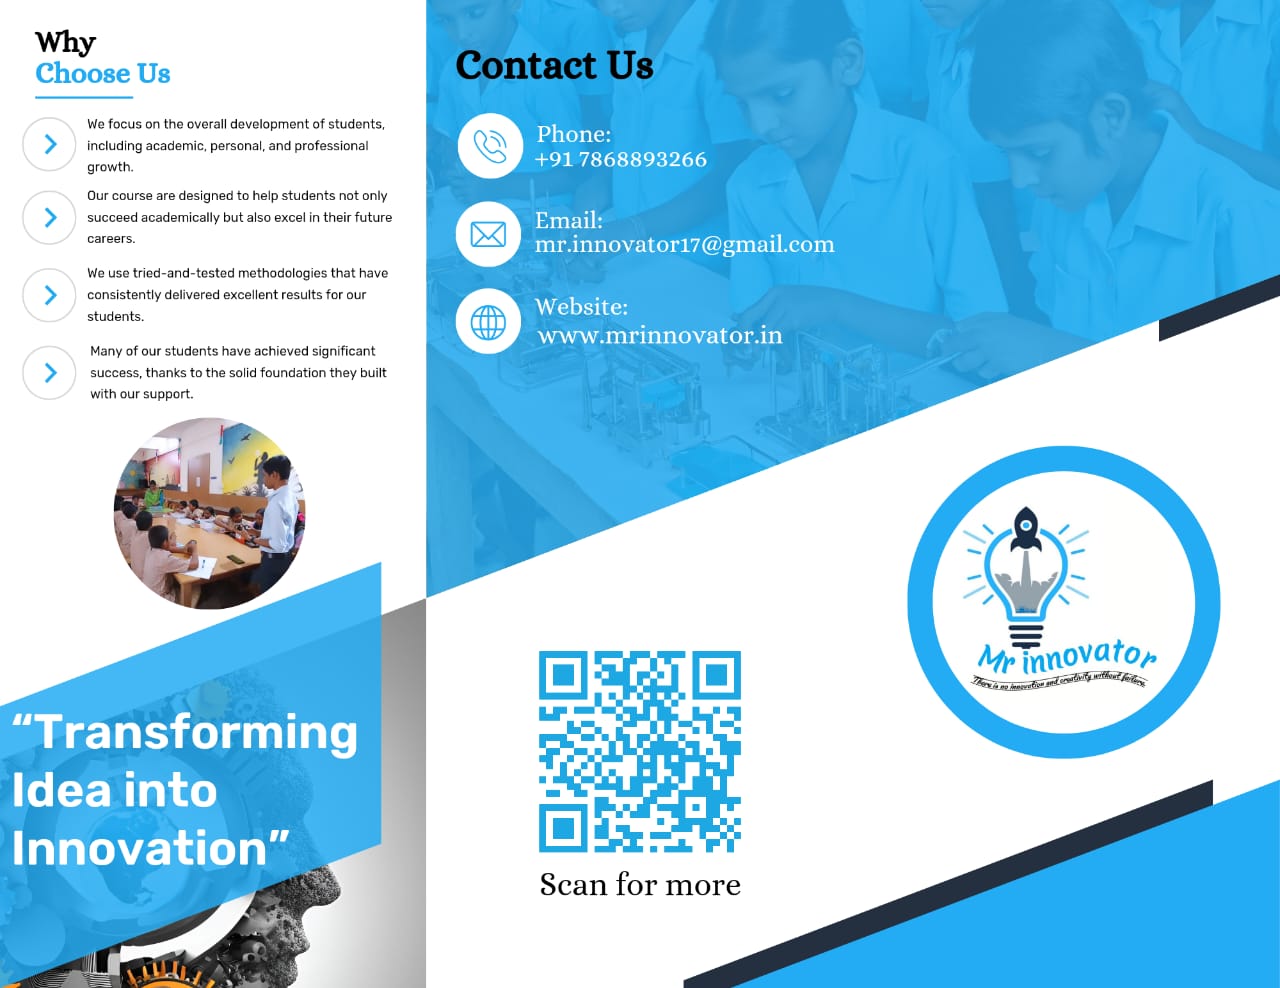 Why
Choose Us
We focus on the overall development of students,
including academic, personal, and professional
growth.
Our course are designed to help students not only
succeed academically but also excel in their future
careers.
We use tried-and-tested methodologies that have
consistently delivered excellent results for our
students.
Many of our students have achieved significant
success, thanks to the solid foundation they built
with our support.
“Transforming
Idea into
Innovation”
Contact Us
Phone:
+91 7868893266
Email:
mr.innovator17@gmail.com
Website:
www.mrinnovator.in
Scan for more
Mr innovator
There is no innovation and creativity without failure.